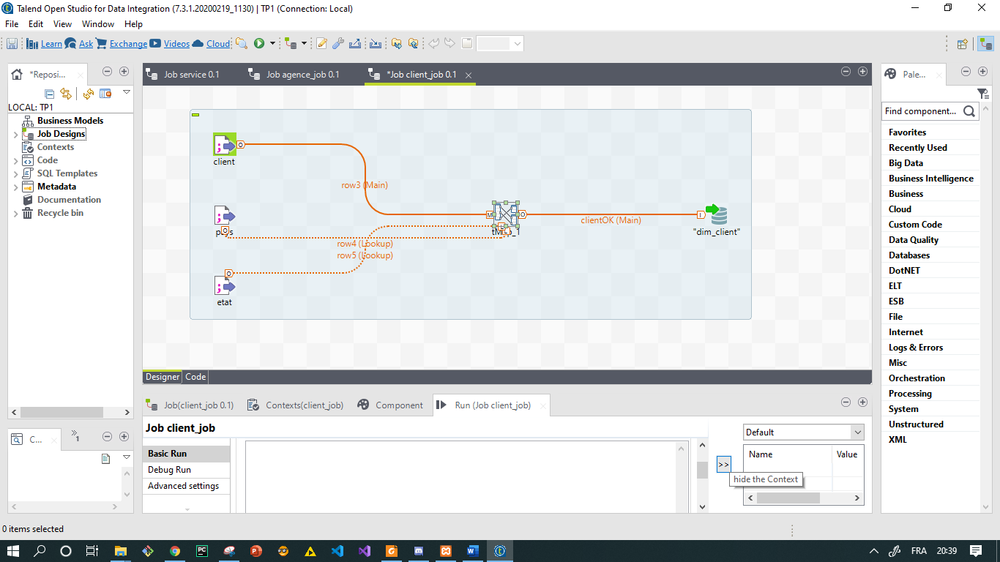 Talend Open Studio for Data Integration (7.3.1.20200219_1130) | TP1 (Connection: Local)
File Edit View Window Help
Learn Ask Exchange Videos Cloud
*Reposi...
Job service 0.1
Job agence_job 0.1
*Job client_job 0.1
Pale...
LOCAL: TP1
Business Models
Job Designs
Contexts
Code
SQL Templates
Metadata
Documentation
Recycle bin
client
row3 (Main)
clientOK (Main)
"dim_client"
row4 (Lookup)
row5 (Lookup)
etat
Find component...
Favorites
Recently Used
Big Data
Business Intelligence
Business
Cloud
Custom Code
Data Quality
Databases
DotNET
ELT
ESB
File
Internet
Logs & Errors
Misc
Orchestration
Processing
System
Unstructured
XML
Designer Code
Job(client_job 0.1)
Contexts(client_job)
Component
Run (Job client_job)
C...
Job client_job
Basic Run
Debug Run
Advanced settings
Default
>>
Name Value
hide the Context
0 items selected
FRA 20:39